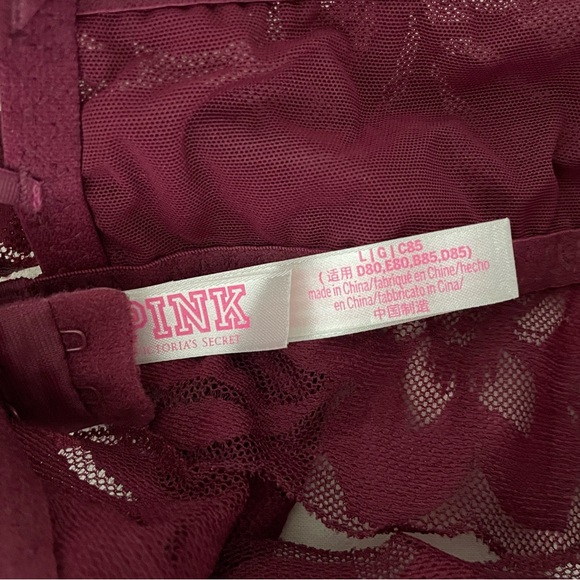 PINK
VICTORIA'S SECRET
L|G|C85
(适用 D80,E80,B85,D85)
made in China/fabriqué en Chine/hecho
en China/fabbricato in Cina/
中国制造